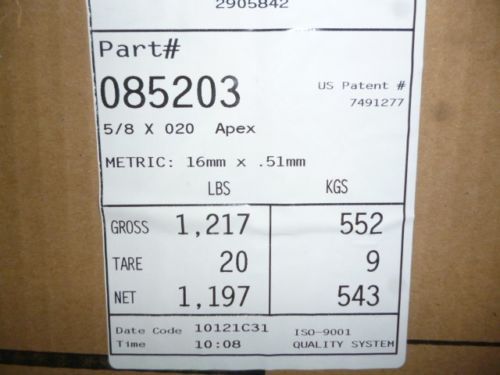 2905842
Part#
085203
US Patent #
7491277
5/8 X 020 Apex
METRIC: 16mm x .51mm
LBS KGS
GROSS 1,217 552
TARE 20 9
NET 1,197 543
Date Code 10121C31 ISO-9001
Time 10:08 QUALITY SYSTEM